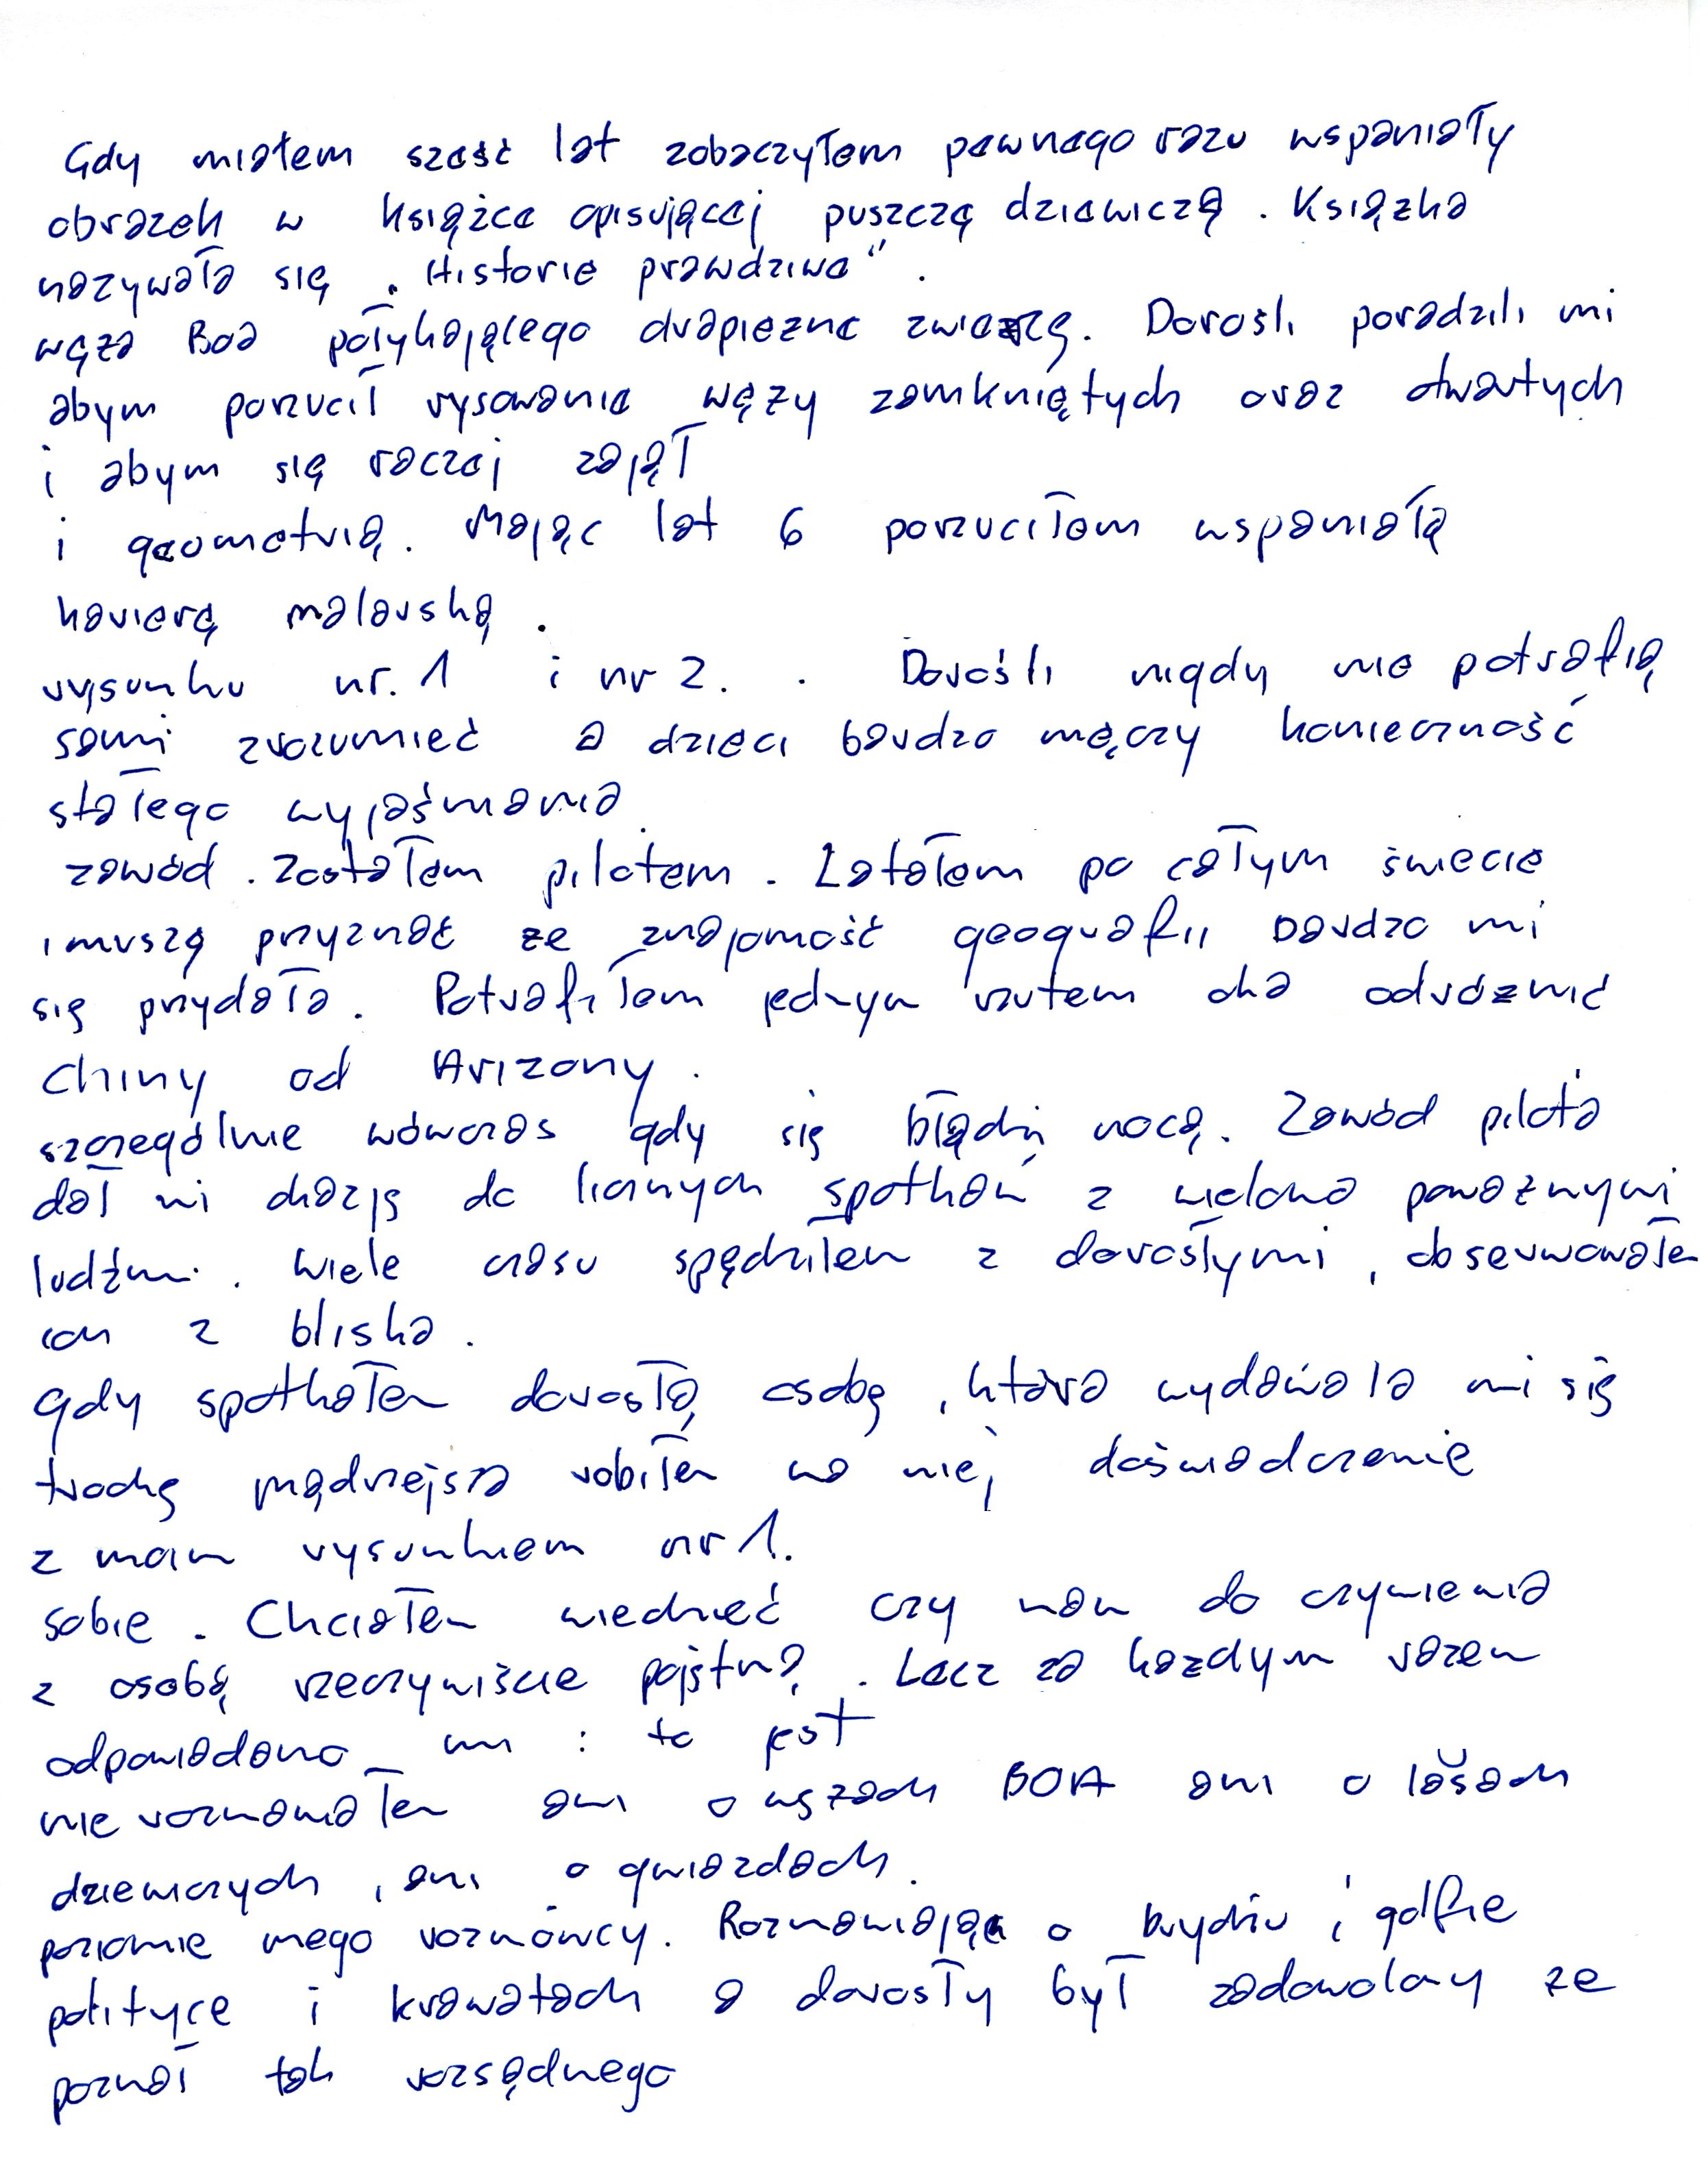 Gdy miałem sześć lat zobaczyłem pewnego razu wspaniały
obrazek w książce opisującej puszczę dziewiczą. Książka
nazywała się „Historie prawdziwe".
węża Boa połykającego drapieżne zwierzę. Dorośli poradzili mi
abym porzucił rysowanie węży zamkniętych oraz otwartych
i abym się raczej zajął
i geometrią. Mając lat 6 porzuciłem wspaniałą
karierę malarską.
rysunku nr. 1 i nr 2. . Dorośli nigdy nie potrafią
sami zrozumieć a dzieci bardzo męczy konieczność
stałego wyjaśniania
zawód. Zostałem pilotem. Latałem po całym świecie
i muszę przyznać że znajomość geografii bardzo mi
się przydała. Potrafiłem jednym rzutem oka odróżnić
Chiny od Arizony.
szczególnie wówczas gdy się błądzi nocą. Zawód pilota
dał mi okazję do licznych spotkań z wieloma poważnymi
ludźmi. Wiele czasu spędziłem z dorosłymi, obserwowałem
ich z bliska.
gdy spotkałem dorosłą osobę, która wydawała mi się
trochę mądrzejsza robiłem na niej doświadczenie
z moim rysunkiem nr 1.
sobie. Chciałem wiedzieć czy mam do czynienia
z osobą rzeczywiście pojętną. Lecz za każdym razem
odpowiadano mi : to jest
nie rozmawiałem ani o wężach BOA ani o lasach
dziewiczych, ani o gwiazdach.
poziomie mego rozmówcy. Rozmawiając o brydżu i golfie
polityce i krawatach a dorosły był zadowolony że
poznał tak rozsądnego